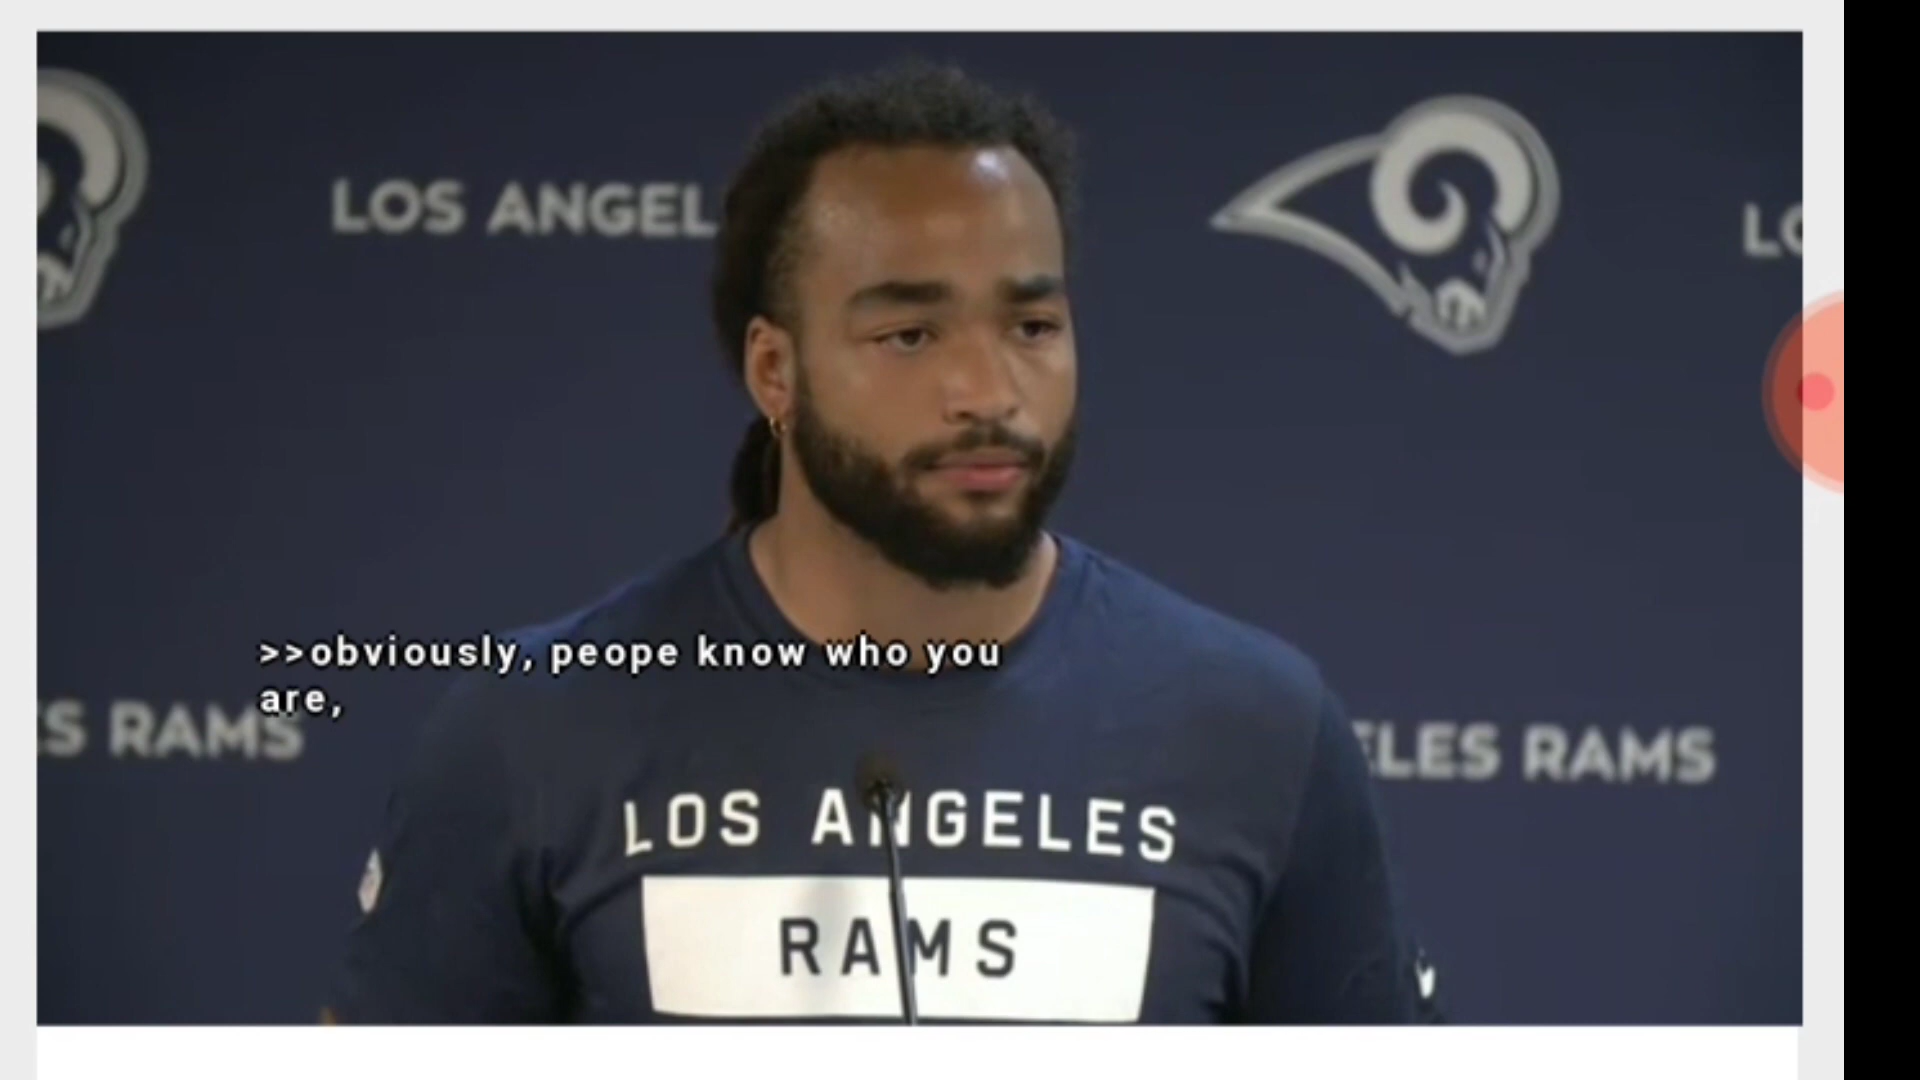 LOS ANGEL
LO
>>obviously, peope know who you
are,
S RAMS
ELES RAMS
LOS ANGELES
RAMS